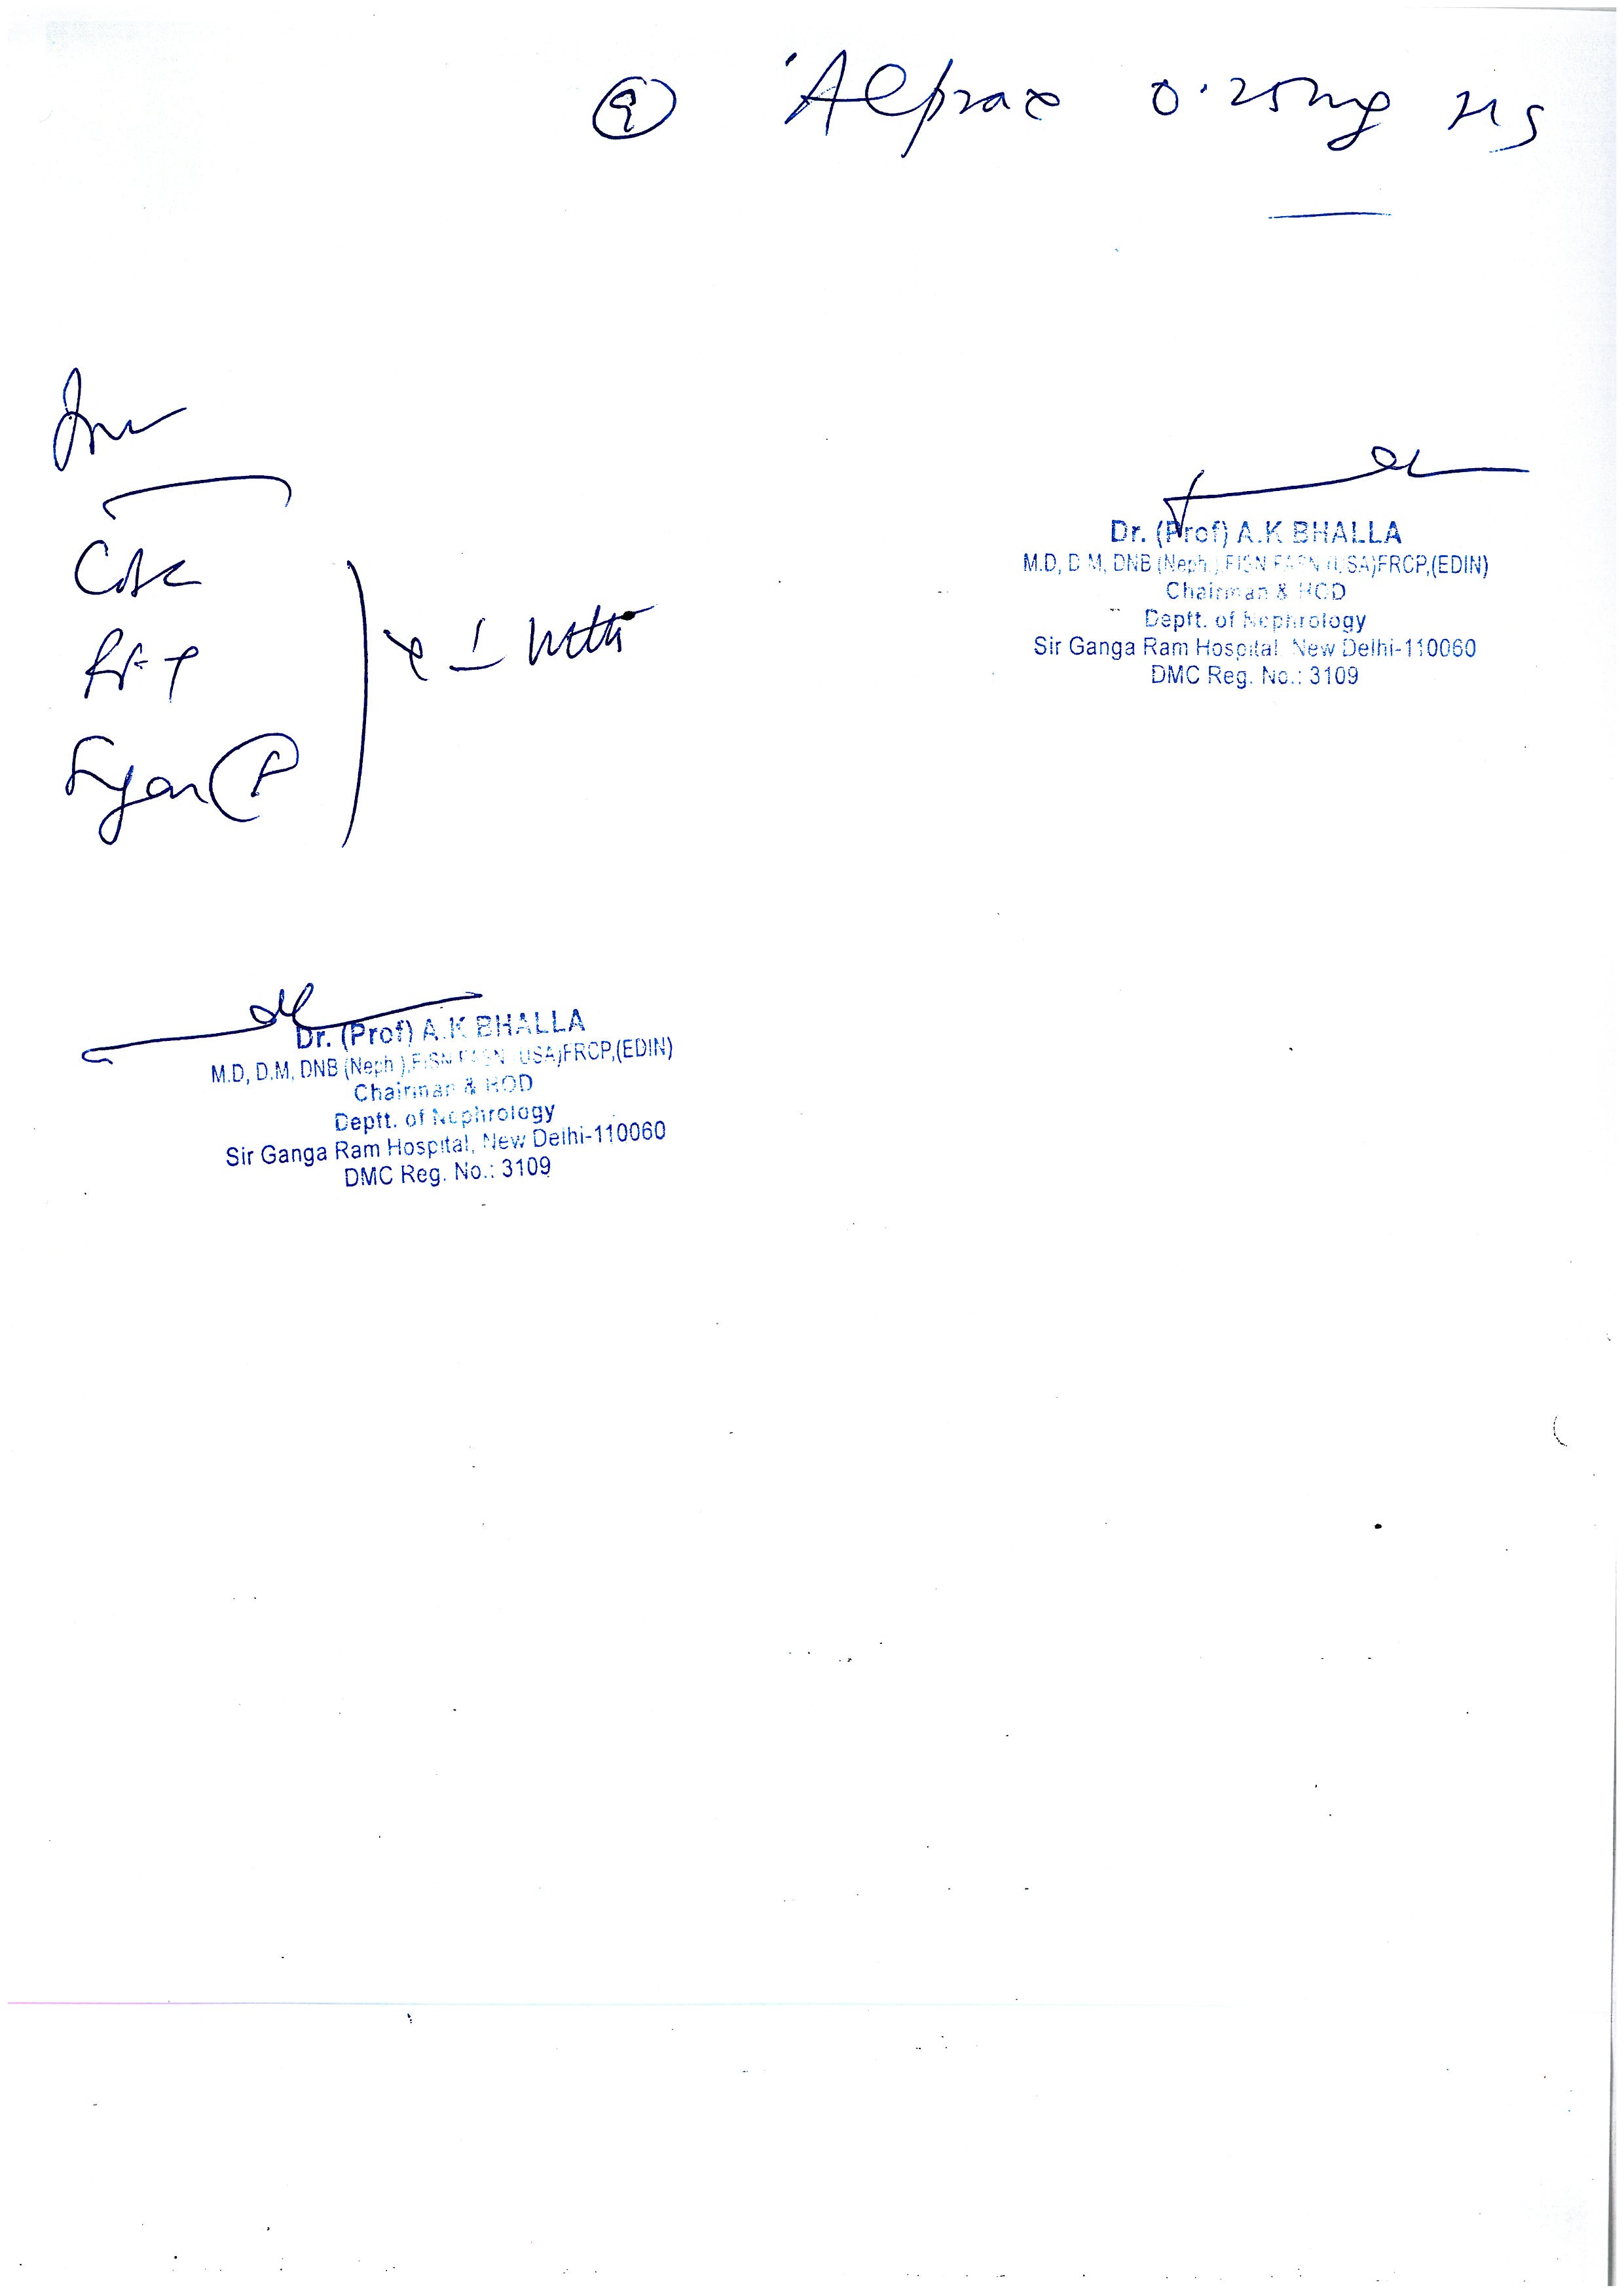 9 Alprax 0.25mg HS
Inv
CBC
RFT
Sugar (F)
x 1 Mth
Dr. (Prof) A.K BHALLA
M.D, D.M, DNB (Neph.), FISN FASN (USA)FRCP,(EDIN)
Chairman & HOD
Deptt. of Nephrology
Sir Ganga Ram Hospital New Delhi-110060
DMC Reg. No.: 3109
Dr. (Prof) A.K BHALLA
M.D, D.M, DNB (Neph.),FISN FASN (USA)FRCP,(EDIN)
Chairman & HOD
Deptt. of Nephrology
Sir Ganga Ram Hospital, New Delhi-110060
DMC Reg. No.: 3109